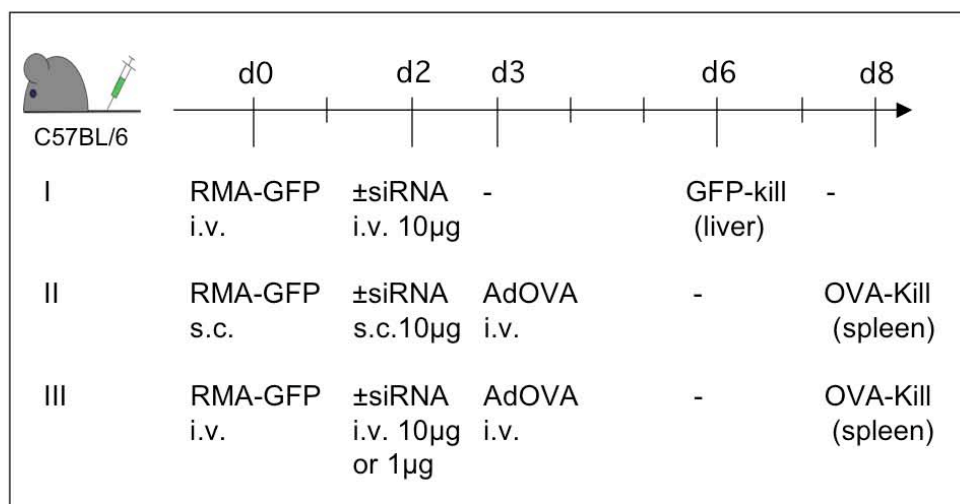 d0 d2 d3 d6 d8
C57BL/6
I RMA-GFP ±siRNA - GFP-kill -
i.v. i.v. 10µg (liver)
II RMA-GFP ±siRNA AdOVA - OVA-Kill
s.c. s.c.10µg i.v. (spleen)
III RMA-GFP ±siRNA AdOVA - OVA-Kill
i.v. i.v. 10µg i.v. (spleen)
or 1µg